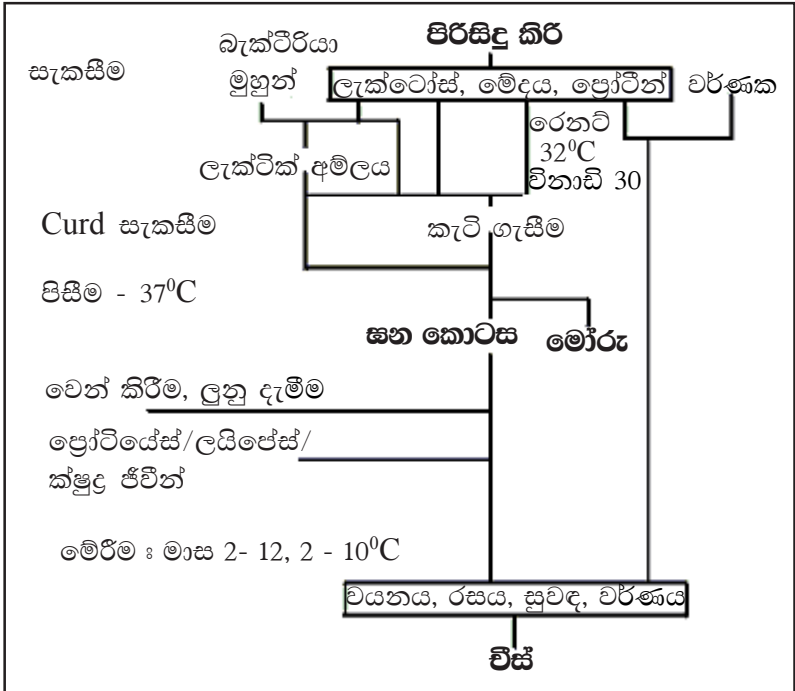 පිරිසිදු කිරි
සැකසීම
බැක්ටීරියා
මුහුන්
ලැක්ටෝස්, මේදය, ප්‍රෝටීන්
වර්ණක
රෙනට්
32⁰C
විනාඩි 30
ලැක්ටික් අම්ලය
Curd සැකසීම
කැටි ගැසීම
පිසීම - 37⁰C
ඝන කොටස
මෝරු
වෙන් කිරීම, ලුනු දැමීම
ප්‍රෝටියේස්/ලයිපේස්/
ක්ෂුද්‍ර ජීවීන්
මේරීම : මාස 2- 12, 2 - 10⁰C
වයනය, රසය, සුවඳ, වර්ණය
චීස්